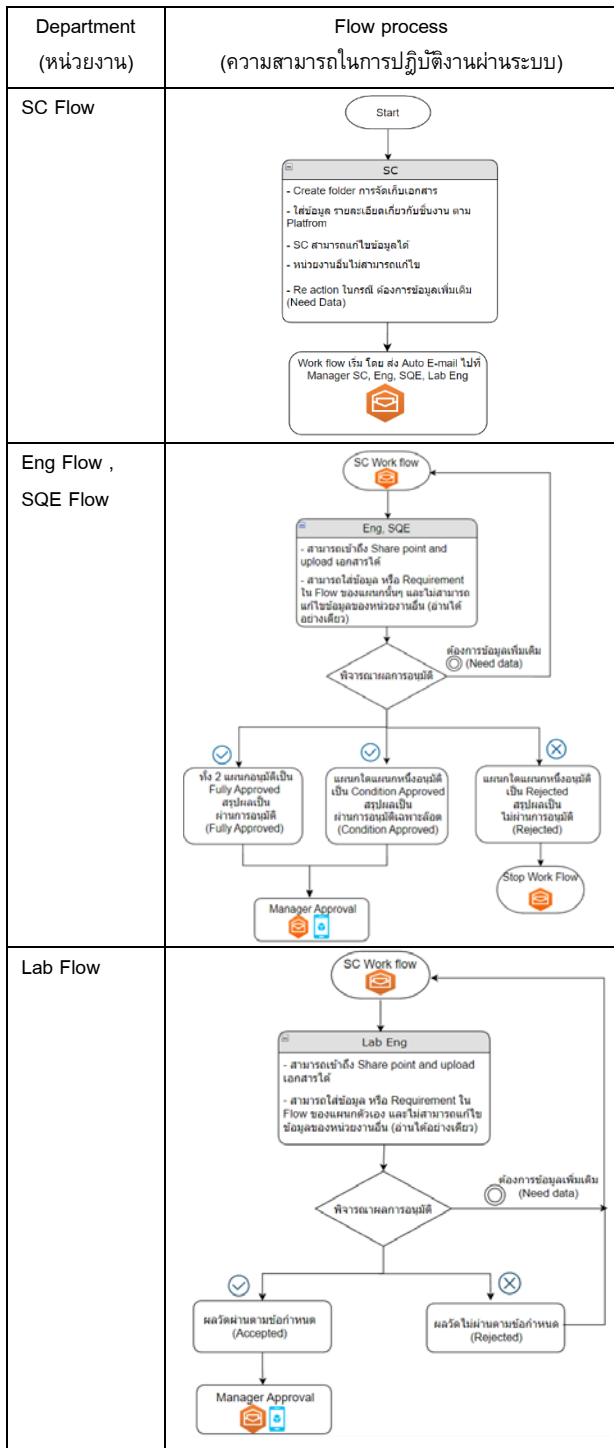 Department
(หน่วยงาน)
Flow process
(ความสามารถในการปฏิบัติงานผ่านระบบ)
SC Flow
Start
SC
- Create folder การจัดเก็บเอกสาร
- ใส่ข้อมูล รายละเอียดเกี่ยวกับชิ้นงาน ตาม
Platfrom
- SC สามารถแก้ไขข้อมูลได้
- หน่วยงานอื่นไม่สามารถแก้ไข
- Re action ในกรณี ต้องการข้อมูลเพิ่มเติม
(Need Data)
Work flow เริ่ม โดย ส่ง Auto E-mail ไปที่
Manager SC, Eng, SQE, Lab Eng
Eng Flow ,
SQE Flow
SC Work flow
Eng, SQE
- สามารถเข้าถึง Share point and
upload เอกสารได้
- สามารถใส่ข้อมูล หรือ Requirement
ใน Flow ของแผนกนั้นๆ และไม่สามารถ
แก้ไขข้อมูลของหน่วยงานอื่น (อ่านได้
อย่างเดียว)
ต้องการข้อมูลเพิ่มเติม
(Need data)
พิจารณาผลการอนุมัติ
ทั้ง 2 แผนกอนุมัติเป็น
Fully Approved
สรุปผลเป็น
ผ่านการอนุมัติ
(Fully Approved)
แผนกใดแผนกหนึ่งอนุมัติ
เป็น Condition Approved
สรุปผลเป็น
ผ่านการอนุมัติเฉพาะล็อต
(Condition Approved)
แผนกใดแผนกหนึ่งอนุมัติ
เป็น Rejected
สรุปผลเป็น
ไม่ผ่านการอนุมัติ
(Rejected)
Stop Work Flow
Manager Approval
Lab Flow
SC Work flow
Lab Eng
- สามารถเข้าถึง Share point and upload
เอกสารได้
- สามารถใส่ข้อมูล หรือ Requirement ใน
Flow ของแผนกตัวเอง และไม่สามารถแก้ไข
ข้อมูลของหน่วยงานอื่น (อ่านได้อย่างเดียว)
ต้องการข้อมูลเพิ่มเติม
(Need data)
พิจารณาผลการอนุมัติ
ผลวัดผ่านตามข้อกำหนด
(Accepted)
ผลวัดไม่ผ่านตามข้อกำหนด
(Rejected)
Manager Approval